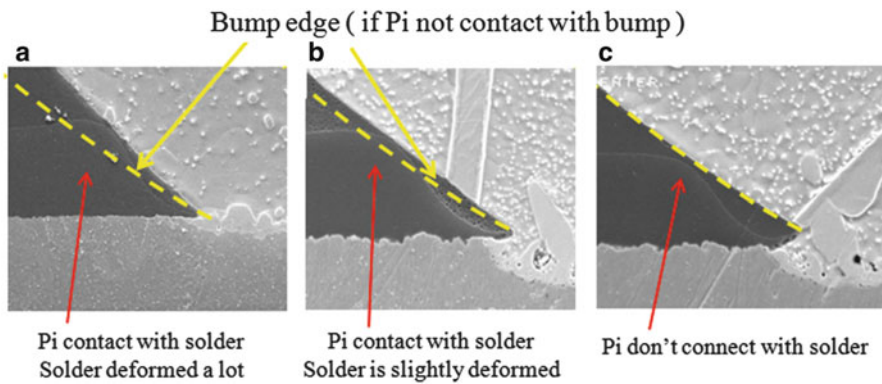 Bump edge ( if Pi not contact with bump )
a
b
c
Pi contact with solder
Solder deformed a lot
Pi contact with solder
Solder is slightly deformed
Pi don't connect with solder